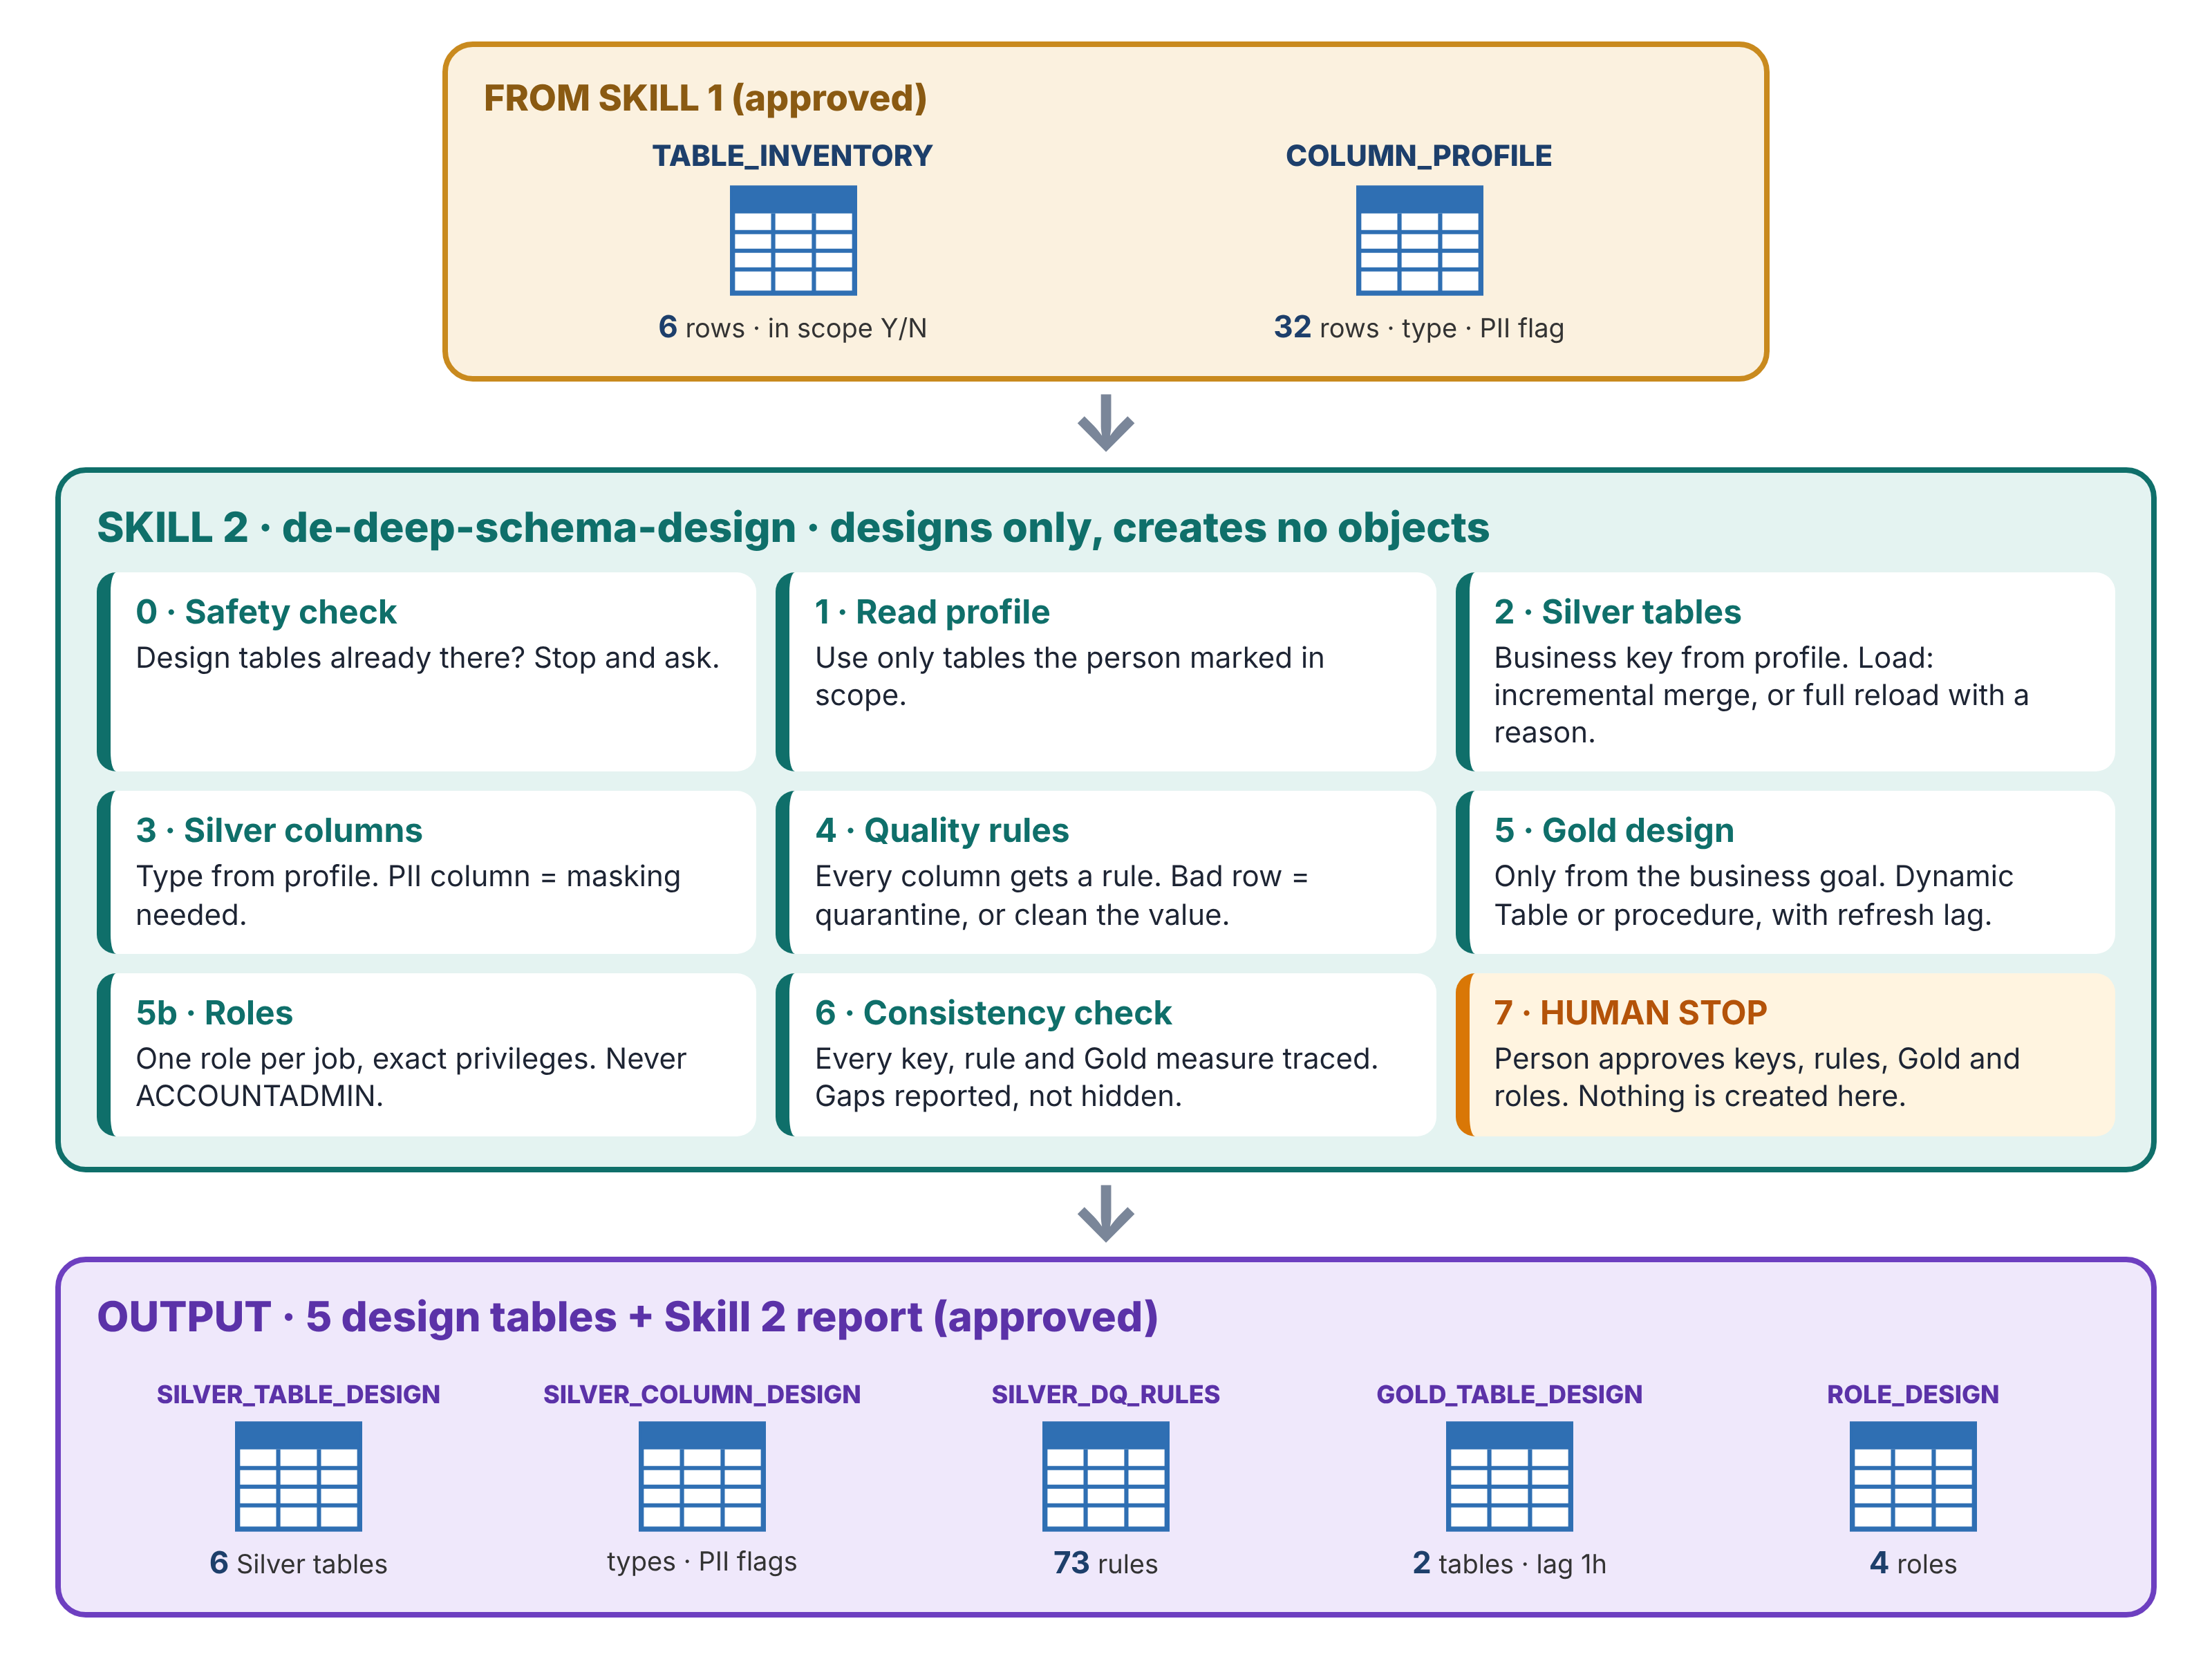 FROM SKILL 1 (approved)
TABLE_INVENTORY
COLUMN_PROFILE
6 rows · in scope Y/N
32 rows · type · PII flag
SKILL 2 · de-deep-schema-design · designs only, creates no objects
0 · Safety check
Design tables already there? Stop and ask.
1 · Read profile
Use only tables the person marked in
scope.
2 · Silver tables
Business key from profile. Load:
incremental merge, or full reload with a
reason.
3 · Silver columns
Type from profile. PII column = masking
needed.
4 · Quality rules
Every column gets a rule. Bad row =
quarantine, or clean the value.
5 · Gold design
Only from the business goal. Dynamic
Table or procedure, with refresh lag.
5b · Roles
One role per job, exact privileges. Never
ACCOUNTADMIN.
6 · Consistency check
Every key, rule and Gold measure traced.
Gaps reported, not hidden.
7 · HUMAN STOP
Person approves keys, rules, Gold and
roles. Nothing is created here.
OUTPUT · 5 design tables + Skill 2 report (approved)
SILVER_TABLE_DESIGN
SILVER_COLUMN_DESIGN
SILVER_DQ_RULES
GOLD_TABLE_DESIGN
ROLE_DESIGN
6 Silver tables
types · PII flags
73 rules
2 tables · lag 1h
4 roles